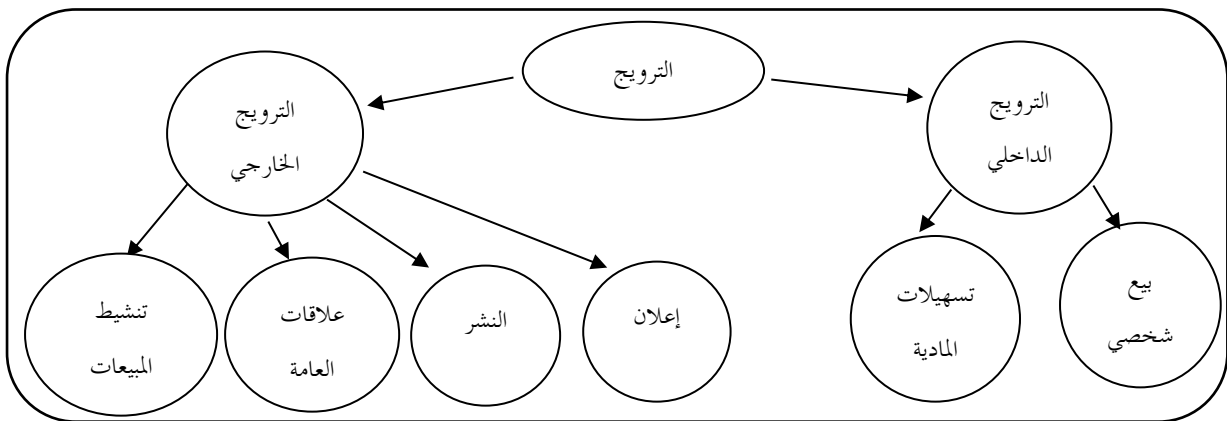 الترويج
الترويج
الداخلي
الترويج
الخارجي
بيع
شخصي
تسهيلات
المادية
إعلان
النشر
علاقات
العامة
تنشيط
المبيعات